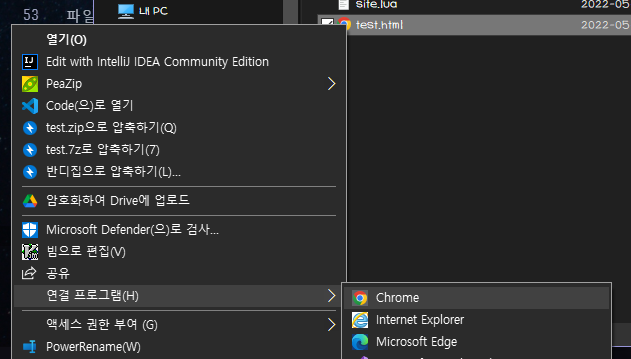 53. 파일
내 PC
site.lua
2022-05
test.html
2022-05
열기(O)
Edit with IntelliJ IDEA Community Edition
PeaZip
Code(으)로 열기
test.zip으로 압축하기(Q)
test.7z로 압축하기(7)
반디집으로 압축하기(L)...
암호화하여 Drive에 업로드
Microsoft Defender(으)로 검사...
빔으로 편집(V)
공유
연결 프로그램(H)
Chrome
액세스 권한 부여 (G)
Internet Explorer
PowerRename(W)
Microsoft Edge